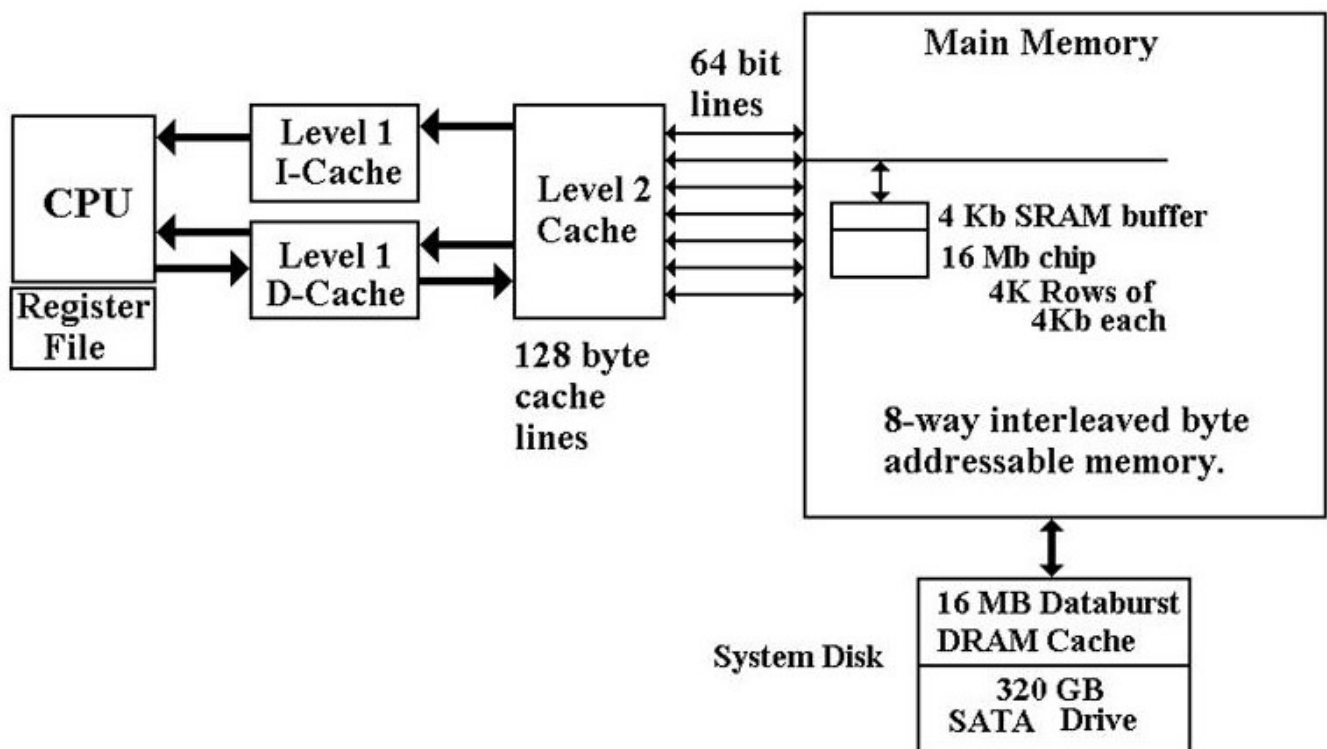 Main Memory
64 bit
lines
Level 1
I-Cache
CPU
Level 2
Cache
Level 1
D-Cache
Register
File
4 Kb SRAM buffer
16 Mb chip
4K Rows of
4Kb each
128 byte
cache
lines
8-way interleaved byte
addressable memory.
System Disk
16 MB Databurst
DRAM Cache
320 GB
SATA Drive